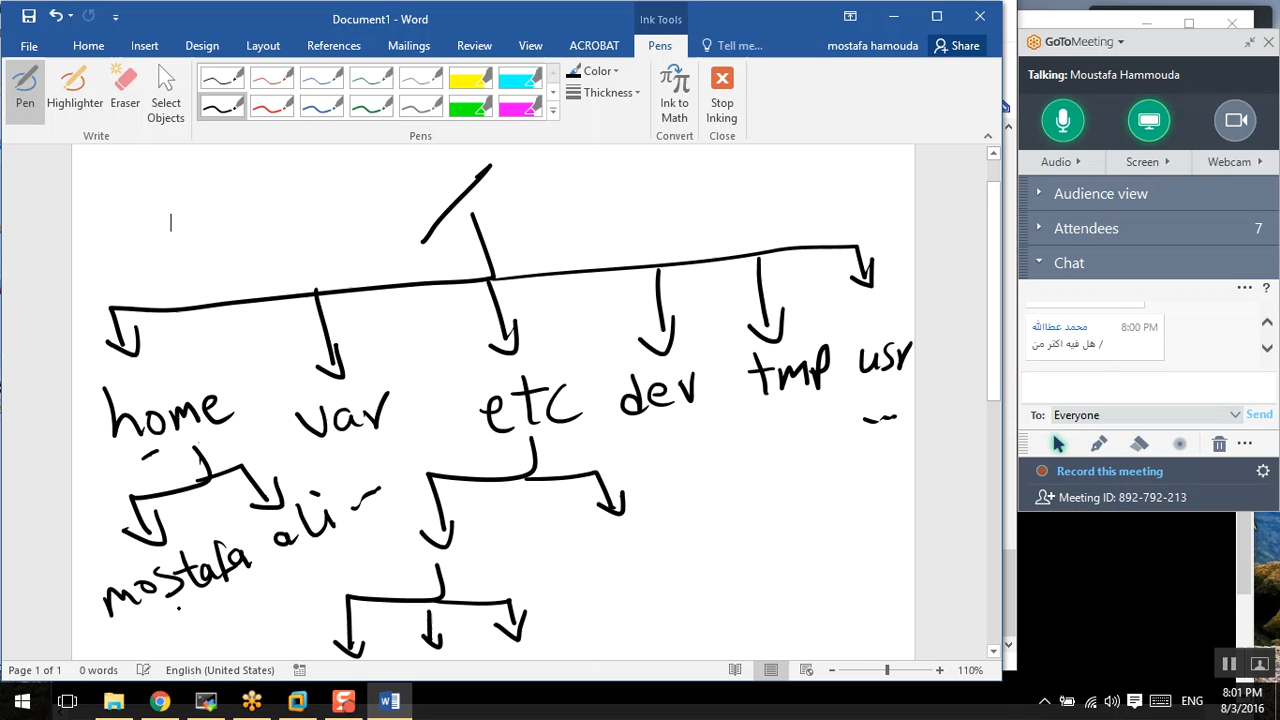 Document1 - Word
Ink Tools
GoToMeeting
File Home Insert Design Layout References Mailings Review View ACROBAT Pens Tell me... mostafa hamouda Share
Talking: Moustafa Hammouda
Pen Highlighter Eraser Select Objects
Color
Thickness
Ink to Math
Stop Inking
Write Pens Convert Close
Audio Screen Webcam
Audience view
Attendees 7
Chat
محمد عطاالله 8:00 PM
هل فيه اكتر من /
To: Everyone Send
Record this meeting
Meeting ID: 892-792-213
/
home var etc dev tmp usr
mostafa ali
Page 1 of 1 0 words English (United States) 110%
ENG 8:01 PM
8/3/2016